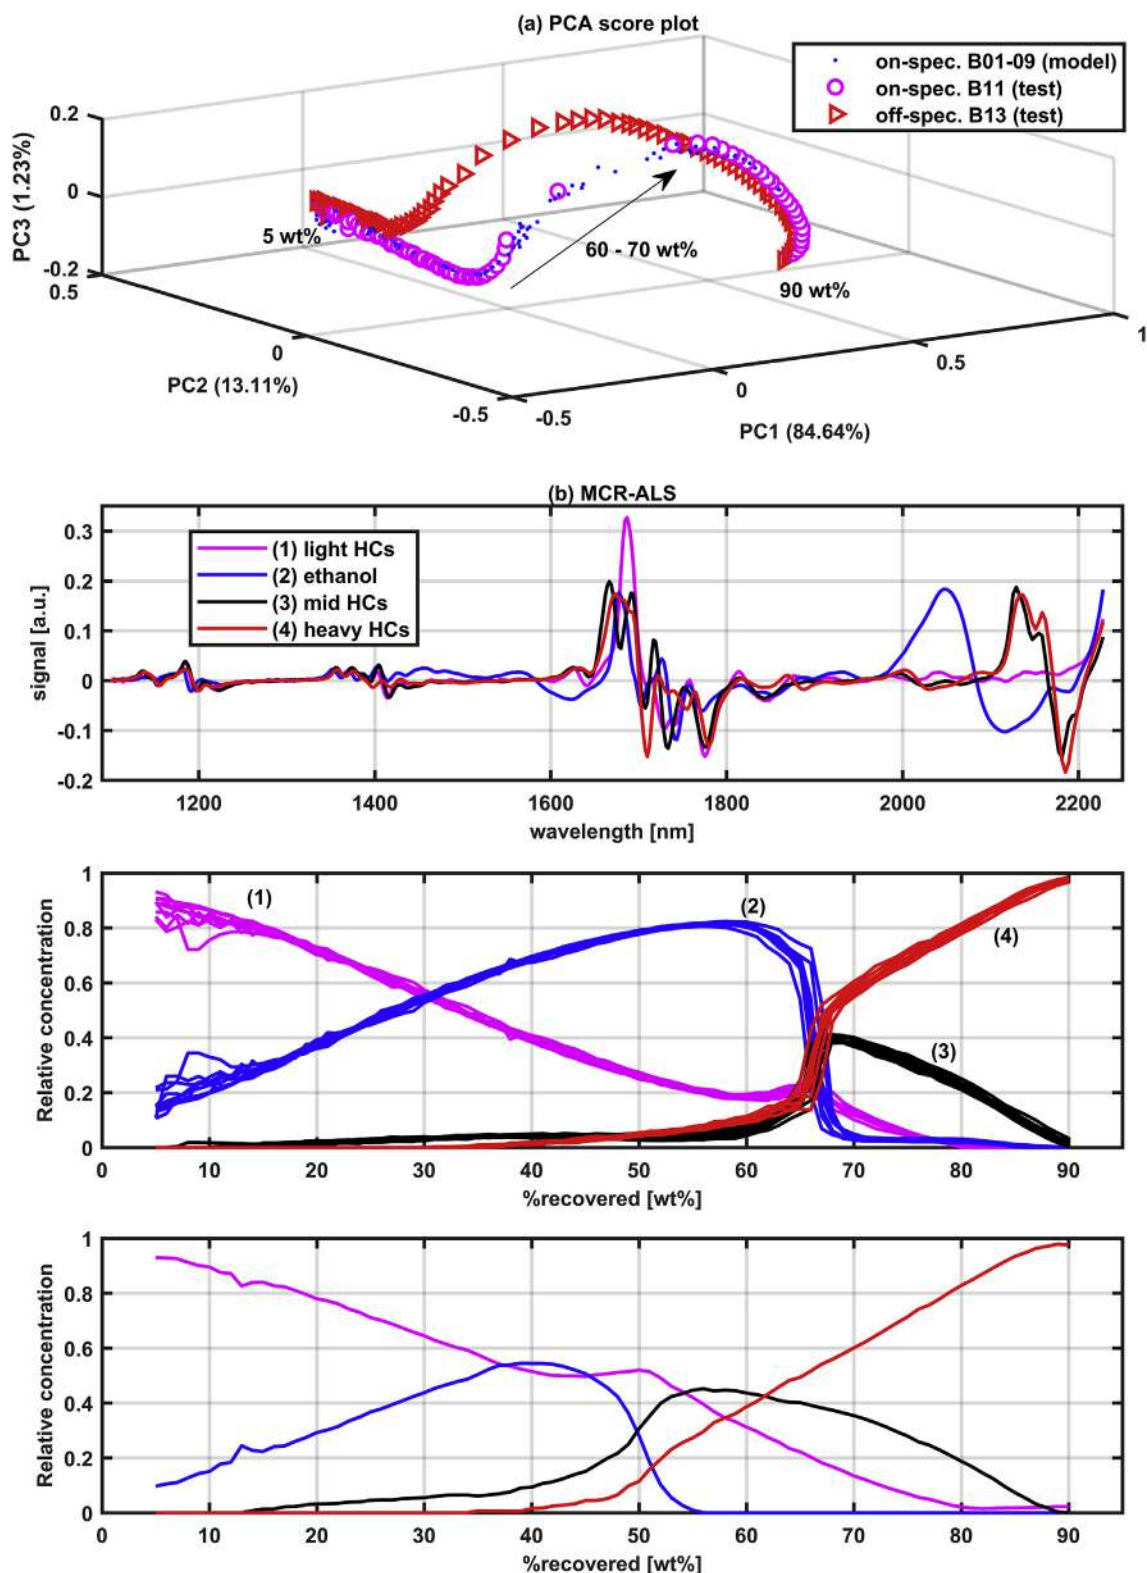 (a) PCA score plot
on-spec. B01-09 (model)
on-spec. B11 (test)
off-spec. B13 (test)
0.2
0
-0.2
PC3 (1.23%)
5 wt%
60 - 70 wt%
90 wt%
0.5
0
-0.5
PC2 (13.11%)
-0.5
0
0.5
1
PC1 (84.64%)
(b) MCR-ALS
(1) light HCs
(2) ethanol
(3) mid HCs
(4) heavy HCs
0.3
0.2
0.1
0
-0.1
-0.2
signal [a.u.]
1200 1400 1600 1800 2000 2200
wavelength [nm]
1
0.8
0.6
0.4
0.2
0
Relative concentration
(1)
(2)
(4)
(3)
0 10 20 30 40 50 60 70 80 90
%recovered [wt%]
1
0.8
0.6
0.4
0.2
0
Relative concentration
0 10 20 30 40 50 60 70 80 90
%recovered [wt%]